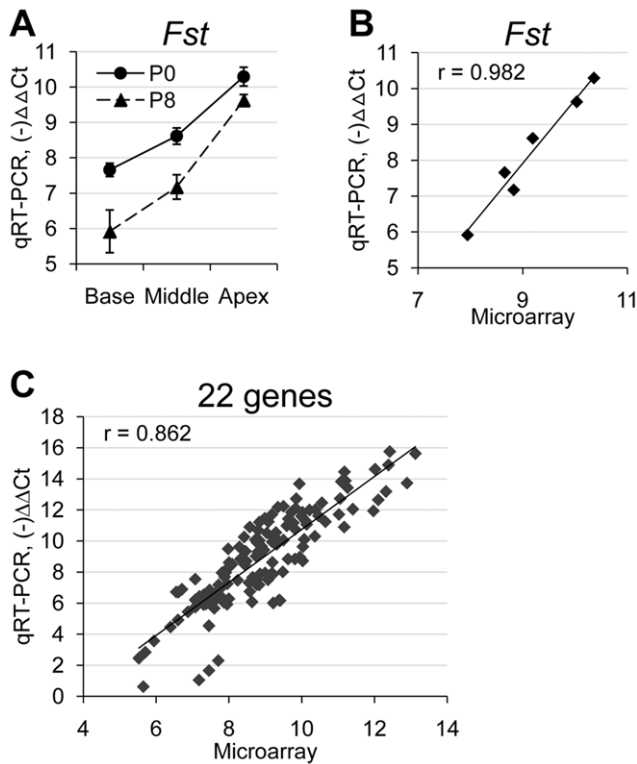 A
Fst
qRT-PCR, (-)ΔΔCt
11
10
9
8
7
6
5
P0
P8
Base Middle Apex
B
Fst
qRT-PCR, (-)ΔΔCt
11
10
9
8
7
6
5
r = 0.982
7 9 11
Microarray
C
22 genes
qRT-PCR, (-)ΔΔCt
18
16
14
12
10
8
6
4
2
0
r = 0.862
4 6 8 10 12 14
Microarray